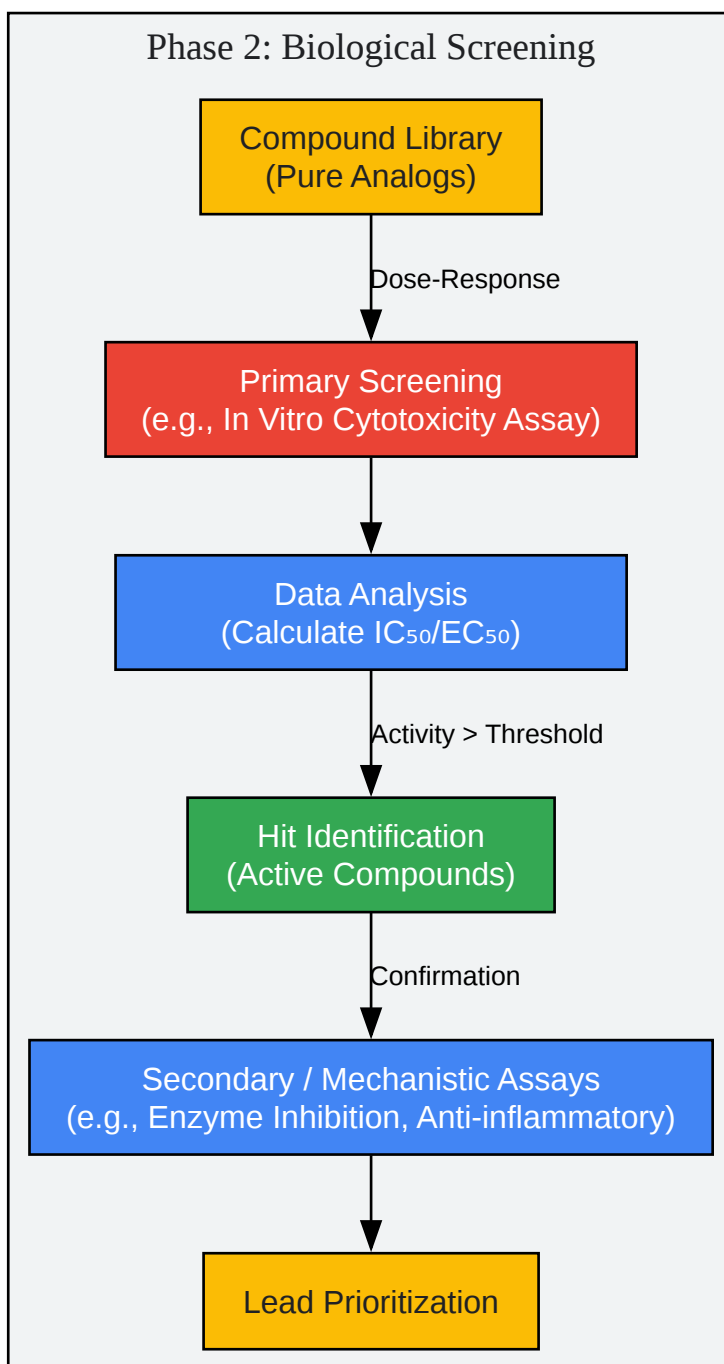 Phase 2: Biological Screening
Compound Library
(Pure Analogs)
Dose-Response
Primary Screening
(e.g., In Vitro Cytotoxicity Assay)
Data Analysis
(Calculate IC₅₀/EC₅₀)
Activity > Threshold
Hit Identification
(Active Compounds)
Confirmation
Secondary / Mechanistic Assays
(e.g., Enzyme Inhibition, Anti-inflammatory)
Lead Prioritization